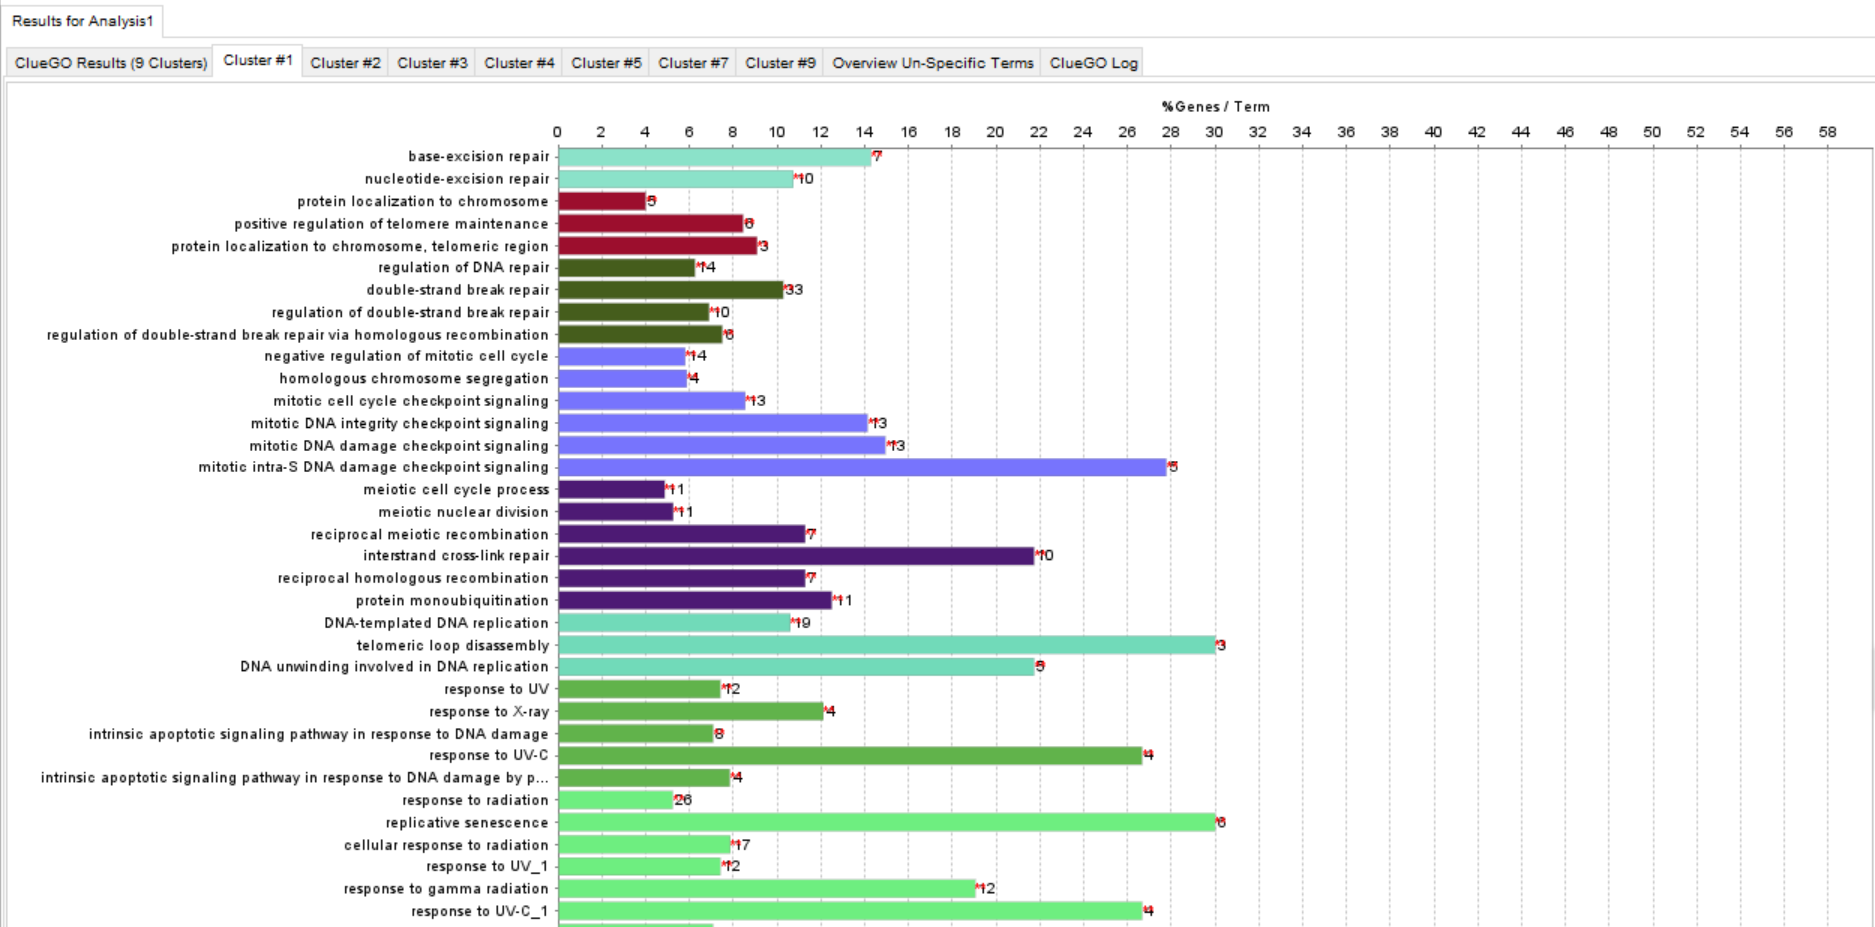 Results for Analysis1
ClueGO Results (9 Clusters) Cluster #1 Cluster #2 Cluster #3 Cluster #4 Cluster #5 Cluster #7 Cluster #9 Overview Un-Specific Terms ClueGO Log
%Genes / Term
0 2 4 6 8 10 12 14 16 18 20 22 24 26 28 30 32 34 36 38 40 42 44 46 48 50 52 54 56 58
base-excision repair **7
nucleotide-excision repair **10
protein localization to chromosome **5
positive regulation of telomere maintenance
protein localization to chromosome, telomeric region **3
regulation of DNA repair **14
double-strand break repair **33
regulation of double-strand break repair **10
regulation of double-strand break repair via homologous recombination
negative regulation of mitotic cell cycle **14
homologous chromosome segregation **4
mitotic cell cycle checkpoint signaling **13
mitotic DNA integrity checkpoint signaling **13
mitotic DNA damage checkpoint signaling **13
mitotic intra-S DNA damage checkpoint signaling **5
meiotic cell cycle process **11
meiotic nuclear division **11
reciprocal meiotic recombination **7
interstrand cross-link repair **10
reciprocal homologous recombination **7
protein monoubiquitination **11
DNA-templated DNA replication **19
telomeric loop disassembly **3
DNA unwinding involved in DNA replication **5
response to UV **12
response to X-ray **4
intrinsic apoptotic signaling pathway in response to DNA damage **8
response to UV-C **4
intrinsic apoptotic signaling pathway in response to DNA damage by p... **4
response to radiation **26
replicative senescence **6
cellular response to radiation **17
response to UV_1 **12
response to gamma radiation **12
response to UV-C_1 **4